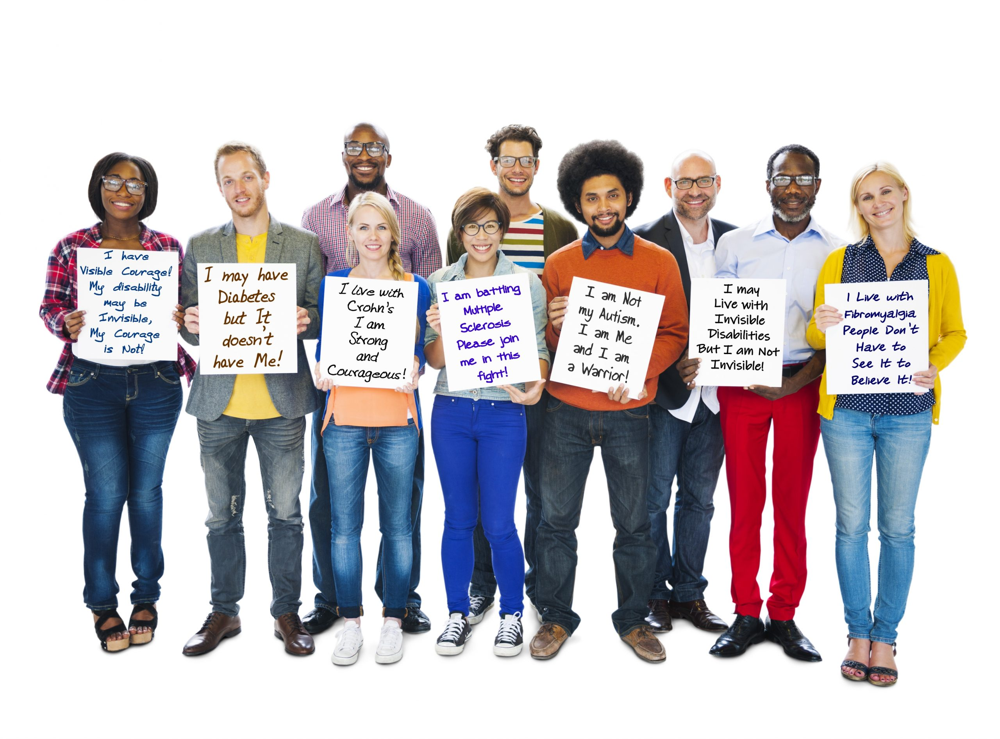 I have
Visible Courage!
My disability
may be
Invisible,
My Courage
is Not!
I may have
Diabetes
but It
doesn't
have Me!
I live with
Crohn's
I am
Strong
and
Courageous!
I am battling
Multiple
Sclerosis
Please join
me in this
fight!
I am Not
my Autism.
I am Me
and I am
a Warrior!
I may
Live with
Invisible
Disabilities
But I am Not
Invisible!
I Live with
Fibromyalgia
People Don't
Have to
See It to
Believe It!